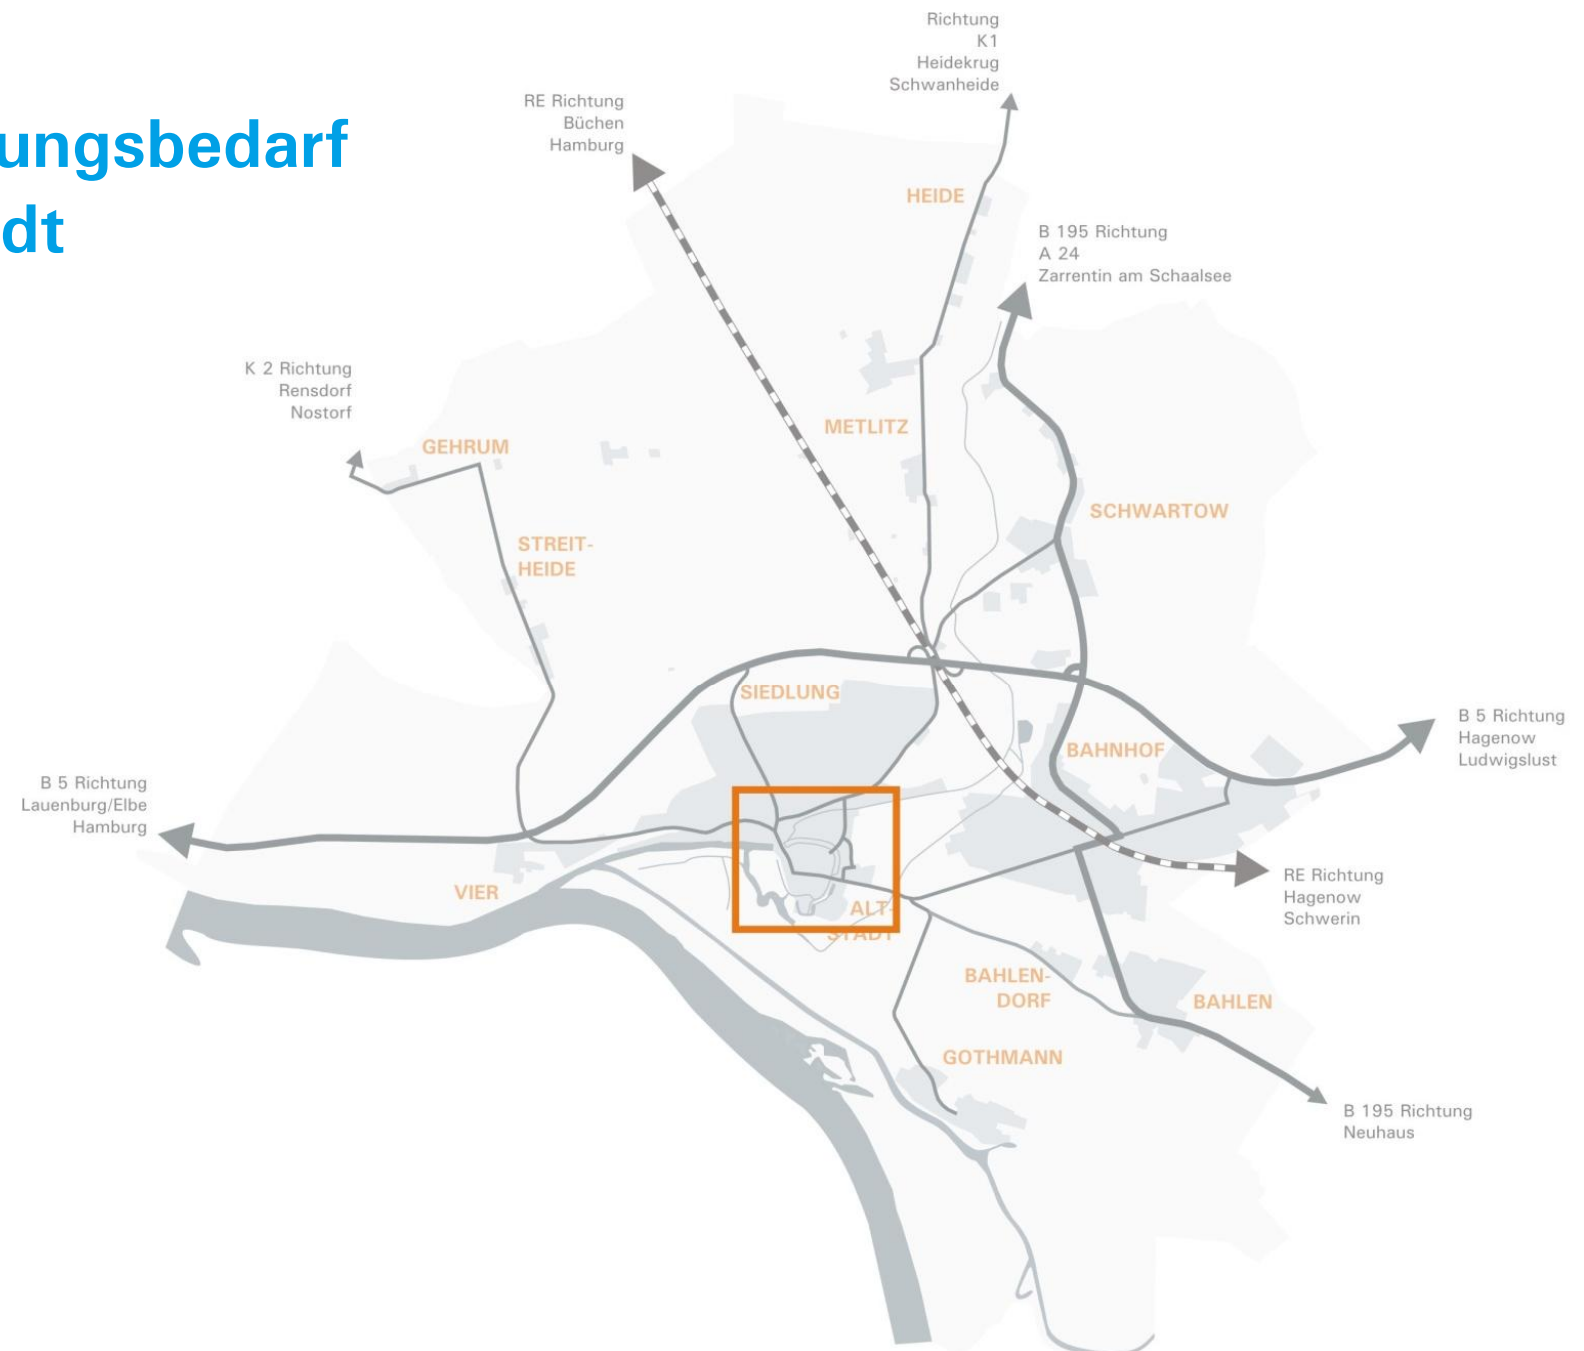 ungsbedarf
dt
Richtung
K1
Heidekrug
Schwanheide
RE Richtung
Büchen
Hamburg
HEIDE
B 195 Richtung
A 24
Zarrentin am Schaalsee
K 2 Richtung
Rensdorf
Nostorf
METLITZ
GEHRUM
SCHWARTOW
STREIT-
HEIDE
SIEDLUNG
B 5 Richtung
Hagenow
Ludwigslust
BAHNHOF
B 5 Richtung
Lauenburg/Elbe
Hamburg
RE Richtung
Hagenow
Schwerin
VIER
ALT-
STADT
BAHLEN-
DORF
BAHLEN
GOTHMANN
B 195 Richtung
Neuhaus